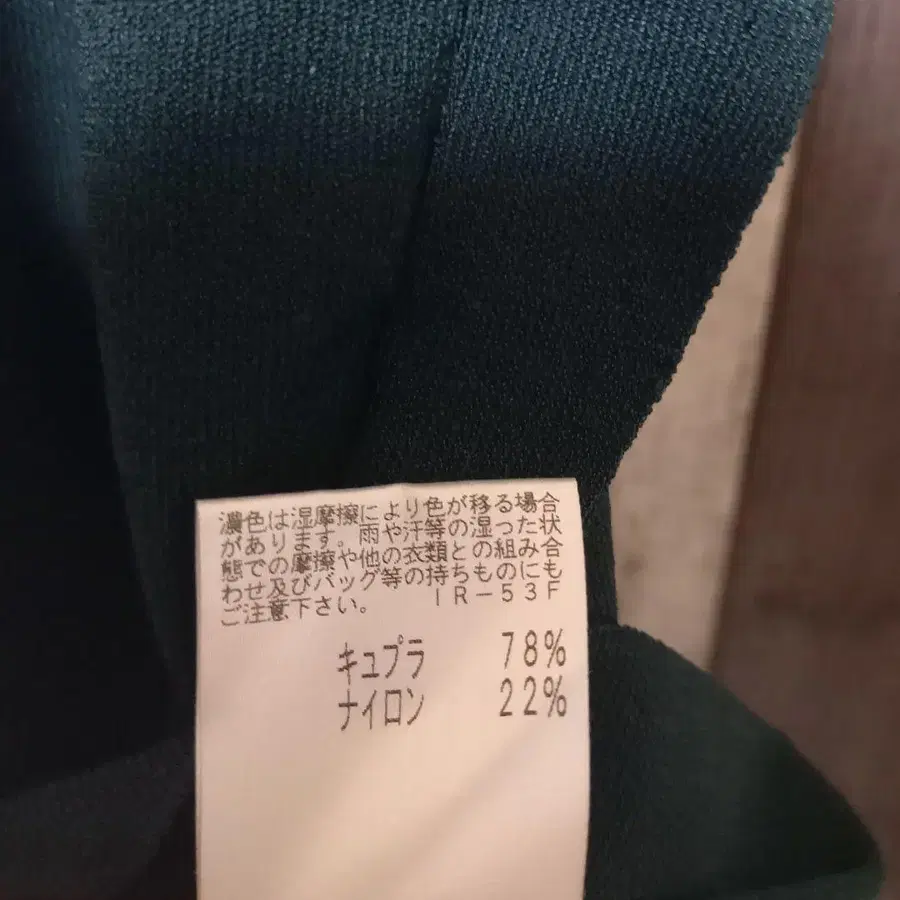 濃色は湿摩擦により色が移る場合
があります。雨や汗等の湿った状
態での摩擦や他の衣類との組み合
わせ及びバッグ等の持ちものにも
ご注意下さい。 IR-53F
キュプラ 78%
ナイロン 22%